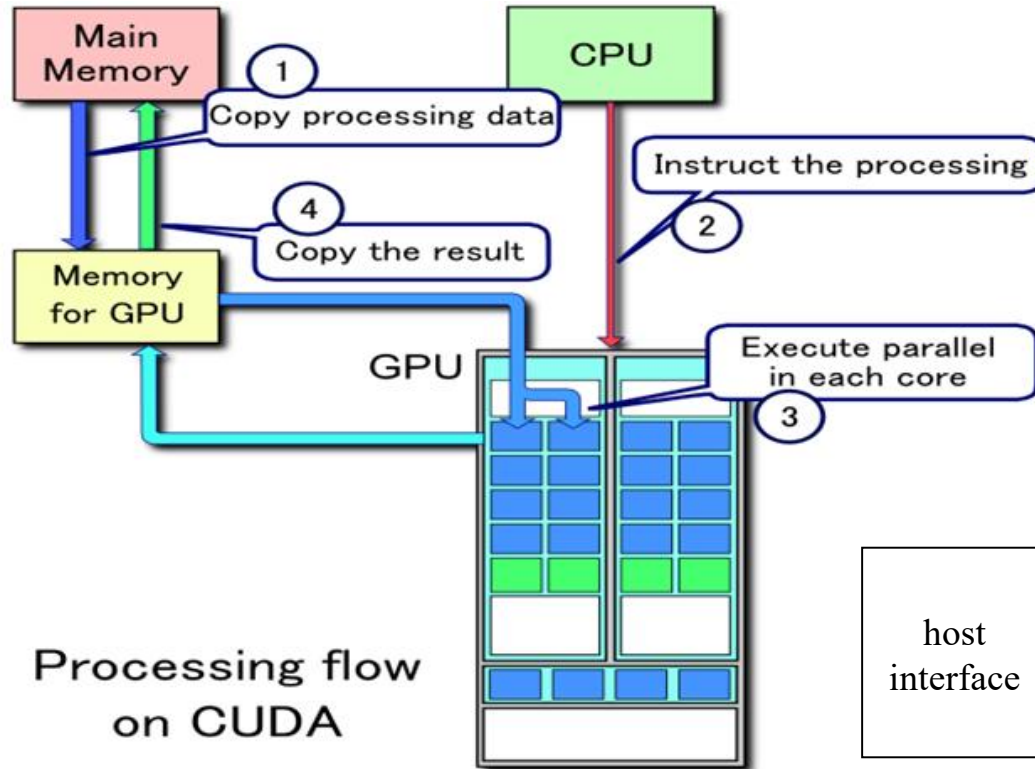 Main
Memory
CPU
1
Copy processing data
Instruct the processing
2
4
Copy the result
Memory
for GPU
GPU
Execute parallel
in each core
3
host
interface
Processing flow
on CUDA